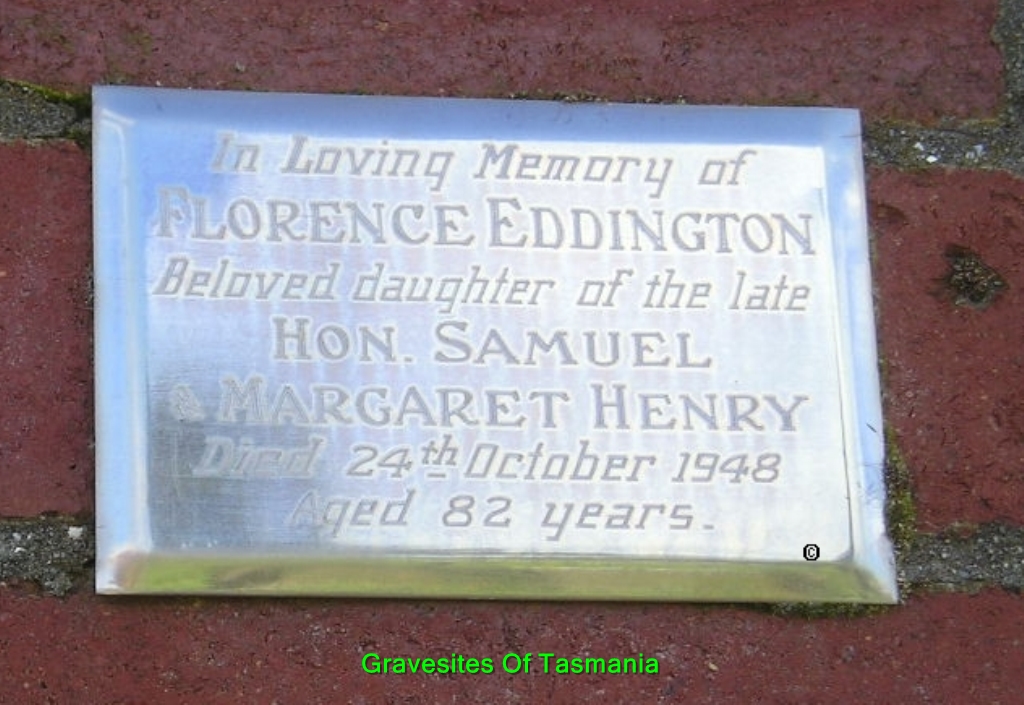 In Loving Memory of
FLORENCE EDDINGTON
Beloved daughter of the late
HON. SAMUEL
& MARGARET HENRY
Died 24th October 1948
Aged 82 years.
©
Gravesites Of Tasmania